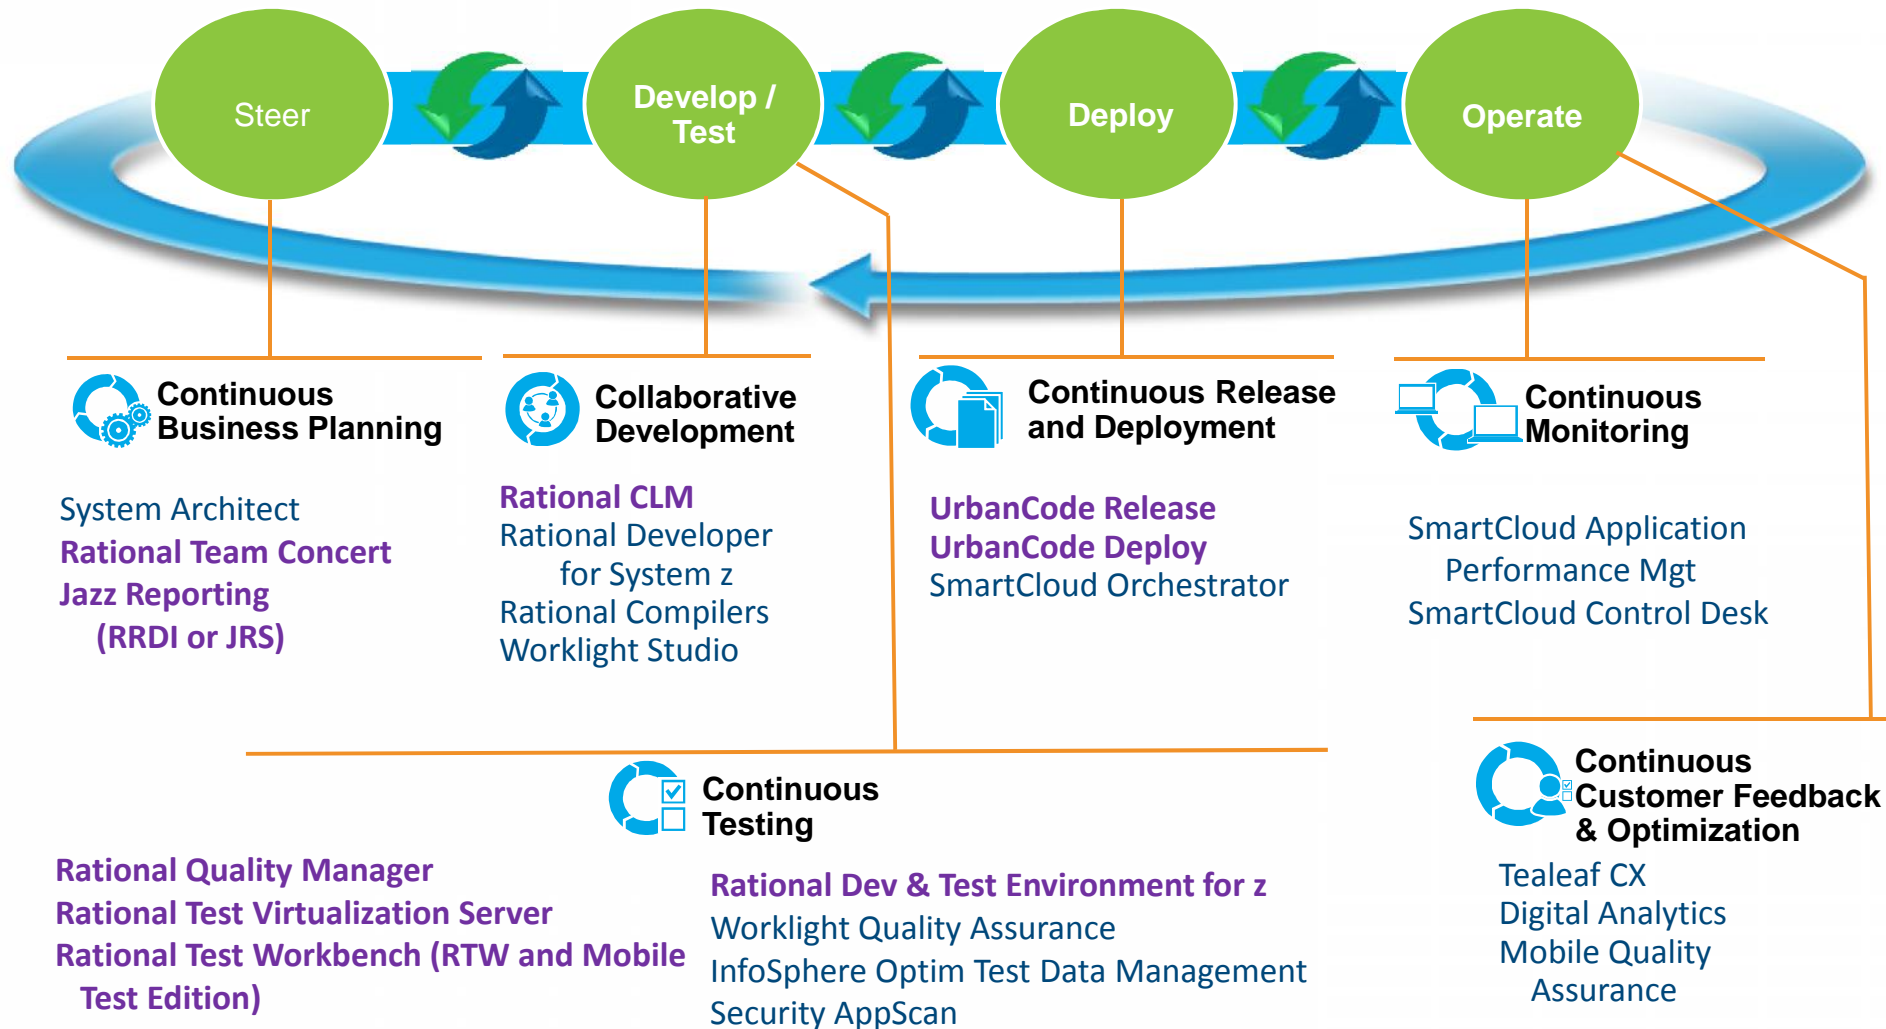 Steer
Develop /
Test
Deploy
Operate
Continuous
Business Planning
System Architect
Rational Team Concert
Jazz Reporting
(RRDI or JRS)
Collaborative
Development
Rational CLM
Rational Developer
for System z
Rational Compilers
Worklight Studio
Continuous Release
and Deployment
UrbanCode Release
UrbanCode Deploy
SmartCloud Orchestrator
Continuous
Monitoring
SmartCloud Application
Performance Mgt
SmartCloud Control Desk
Continuous
Testing
Rational Quality Manager
Rational Test Virtualization Server
Rational Test Workbench (RTW and Mobile
Test Edition)
Rational Dev & Test Environment for z
Worklight Quality Assurance
InfoSphere Optim Test Data Management
Security AppScan
Continuous
Customer Feedback
& Optimization
Tealeaf CX
Digital Analytics
Mobile Quality
Assurance